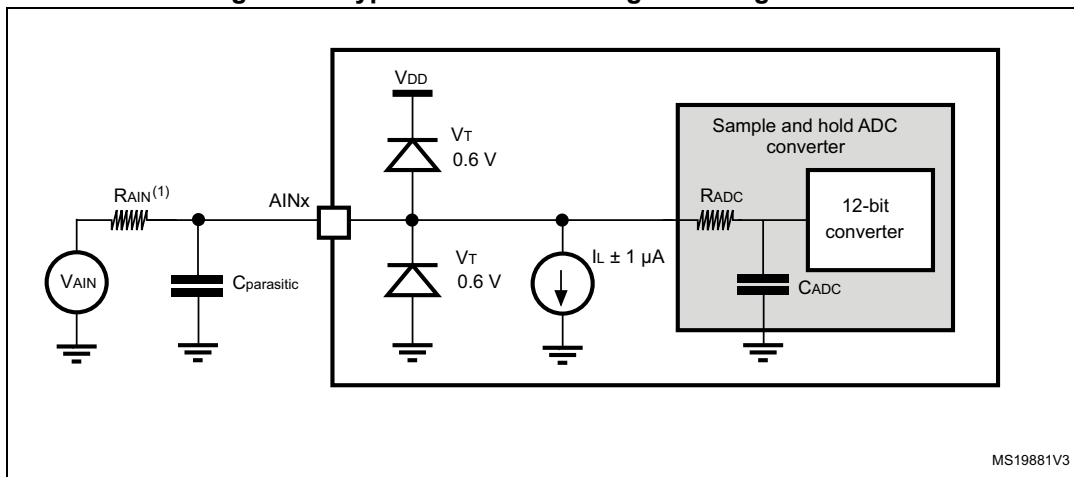 VDD
Sample and hold ADC
converter
VT
0.6 V
RAIN(1)
AINx
RADC
12-bit
converter
VT
0.6 V
IL ± 1 µA
VAIN
Cparasitic
CADC
MS19881V3